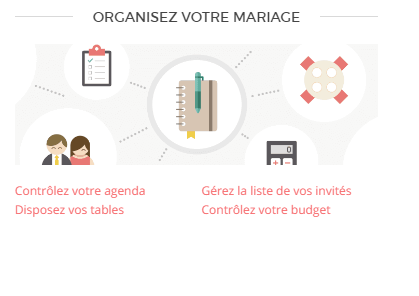 ORGANISEZ VOTRE MARIAGE
0
Contrôlez votre agenda
Gérez la liste de vos invités
Disposez vos tables
Contrôlez votre budget